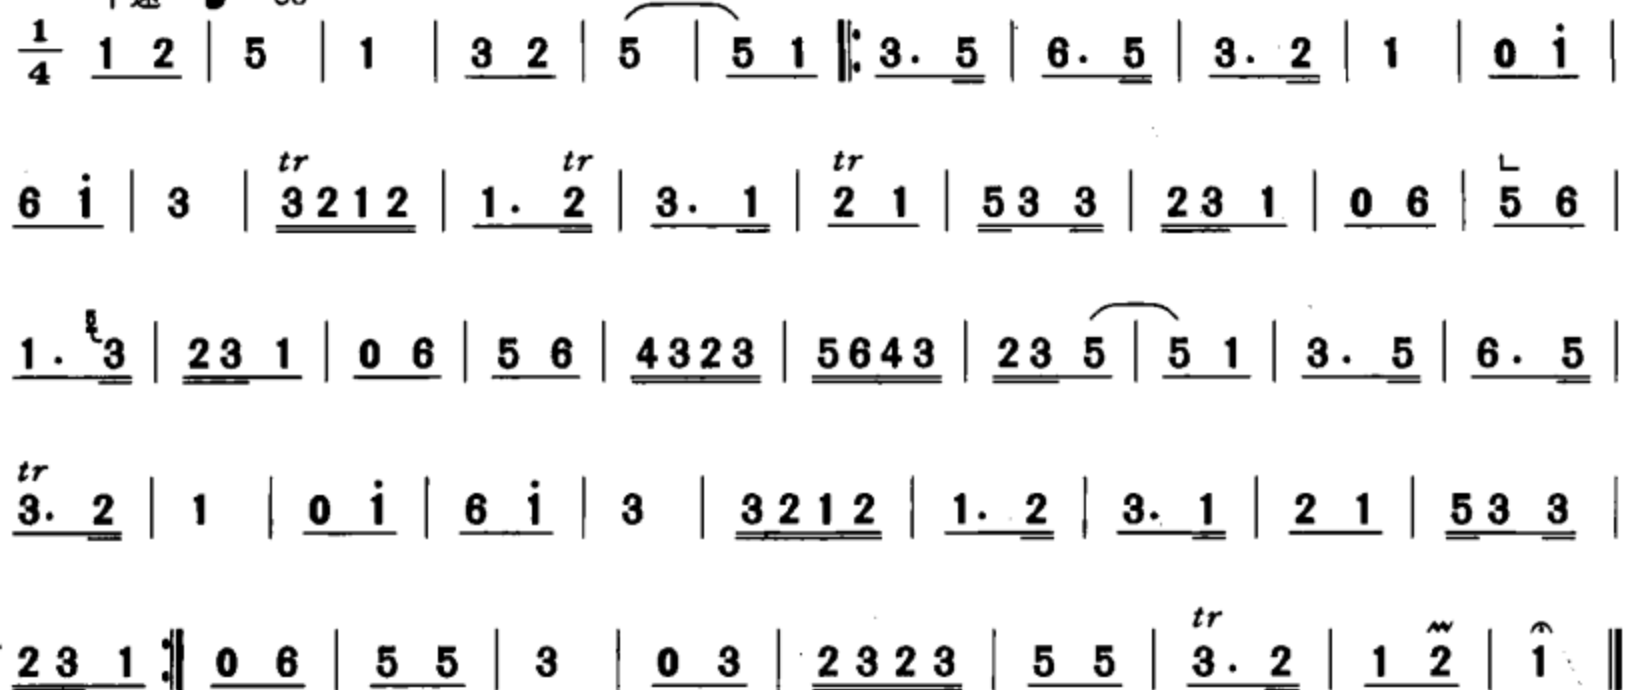 1/4 1 2 | 5 | 1 | 3 2 | 5 | 5 1 |: 3. 5 | 6. 5 | 3. 2 | 1 | 0 i |
6 i | 3 | tr 3212 | 1. tr 2 | 3. 1 | tr 2 1 | 53 3 | 23 1 | 0 6 | 5 6 |
1. 3 | 23 1 | 0 6 | 5 6 | 4323 | 5643 | 23 5 | 5 1 | 3. 5 | 6. 5 |
tr 3. 2 | 1 | 0 i | 6 i | 3 | 3212 | 1. 2 | 3. 1 | 2 1 | 53 3 |
23 1 :| 0 6 | 5 5 | 3 | 0 3 | 2323 | 5 5 | tr 3. 2 | 1 2 | 1 ||